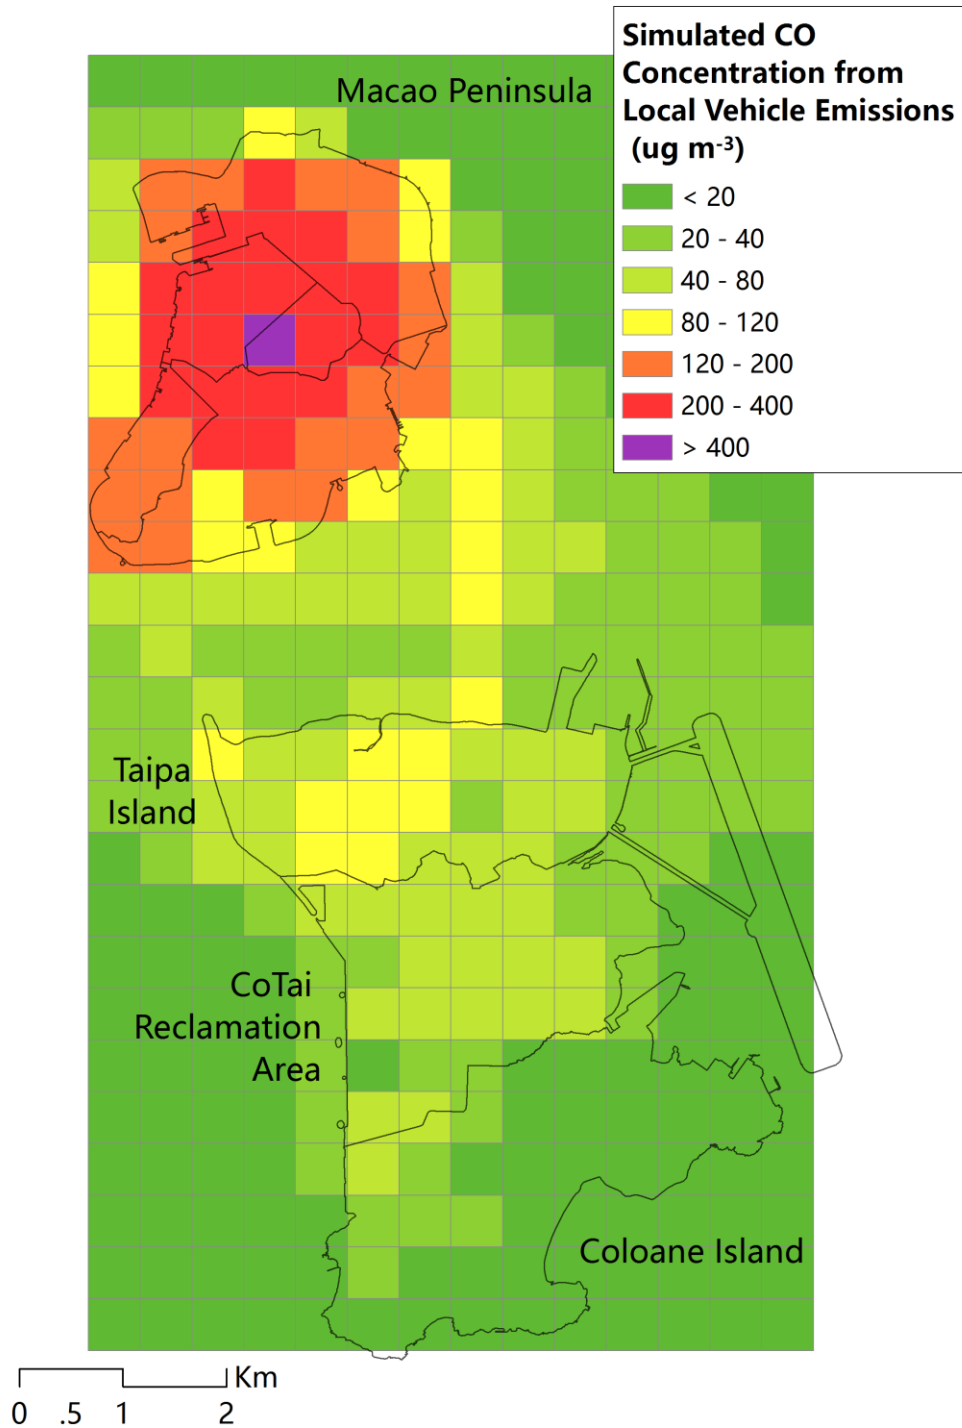 Simulated CO
Concentration from
Local Vehicle Emissions
(ug m-3)
< 20
20 - 40
40 - 80
80 - 120
120 - 200
200 - 400
> 400
Macao Peninsula
Taipa
Island
CoTai
Reclamation
Area
Coloane Island
Km
0 .5 1 2